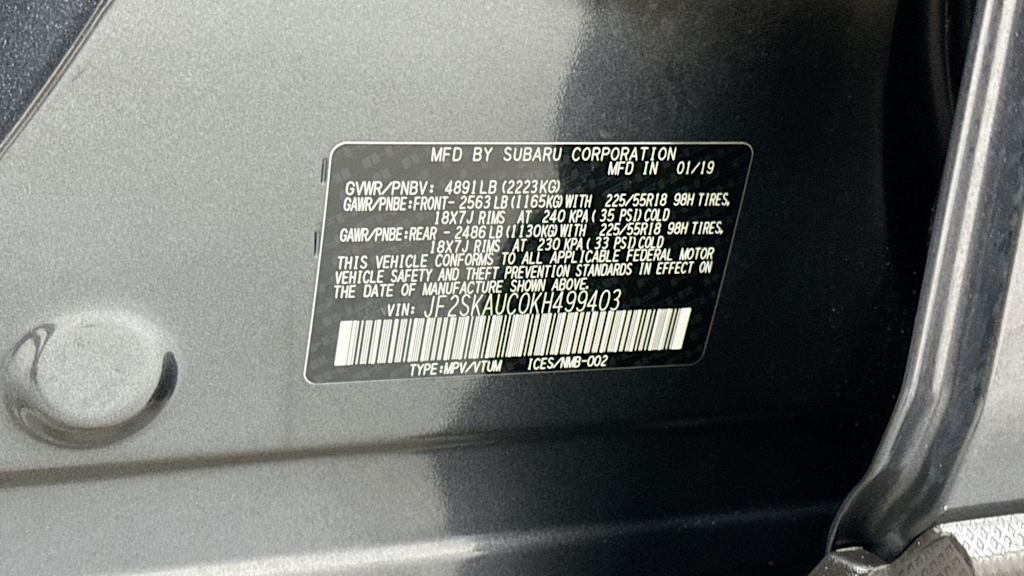 MFD BY SUBARU CORPORATION
MFD IN 01/19
GVWR/PNBV: 4891LB (2223KG)
GAWR/PNBE:FRONT- 2563LB(1165KG)WITH 225/55R18 98H TIRES,
18X7J RIMS AT 240 KPA( 35 PSI)COLD
GAWR/PNBE:REAR - 2486LB(1130KG)WITH 225/55R18 98H TIRES,
18X7J RIMS AT 230 KPA (33 PSI)COLD
THIS VEHICLE CONFORMS TO ALL APPLICABLE FEDERAL MOTOR
VEHICLE SAFETY AND THEFT PREVENTION STANDARDS IN EFFECT ON
THE DATE OF MANUFACTURE SHOWN ABOVE.
VIN: JF2SKAUC0KH499403
TYPE:MPV/VTUM ICES/NMB-002